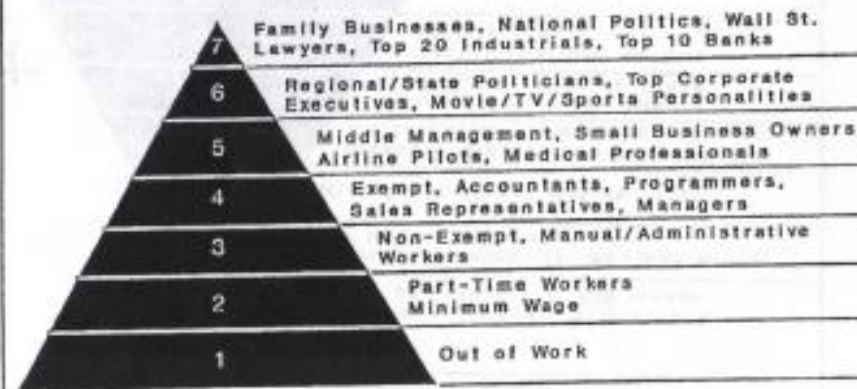 7
Family Businesses, National Politics, Wall St.
Lawyers, Top 20 Industrials, Top 10 Banks
6
Regional/State Politicians, Top Corporate
Executives, Movie/TV/Sports Personalities
5
Middle Management, Small Business Owners
Airline Pilots, Medical Professionals
4
Exempt, Accountants, Programmers,
Sales Representatives, Managers
3
Non-Exempt, Manual/Administrative
Workers
2
Part-Time Workers
Minimum Wage
1
Out of Work